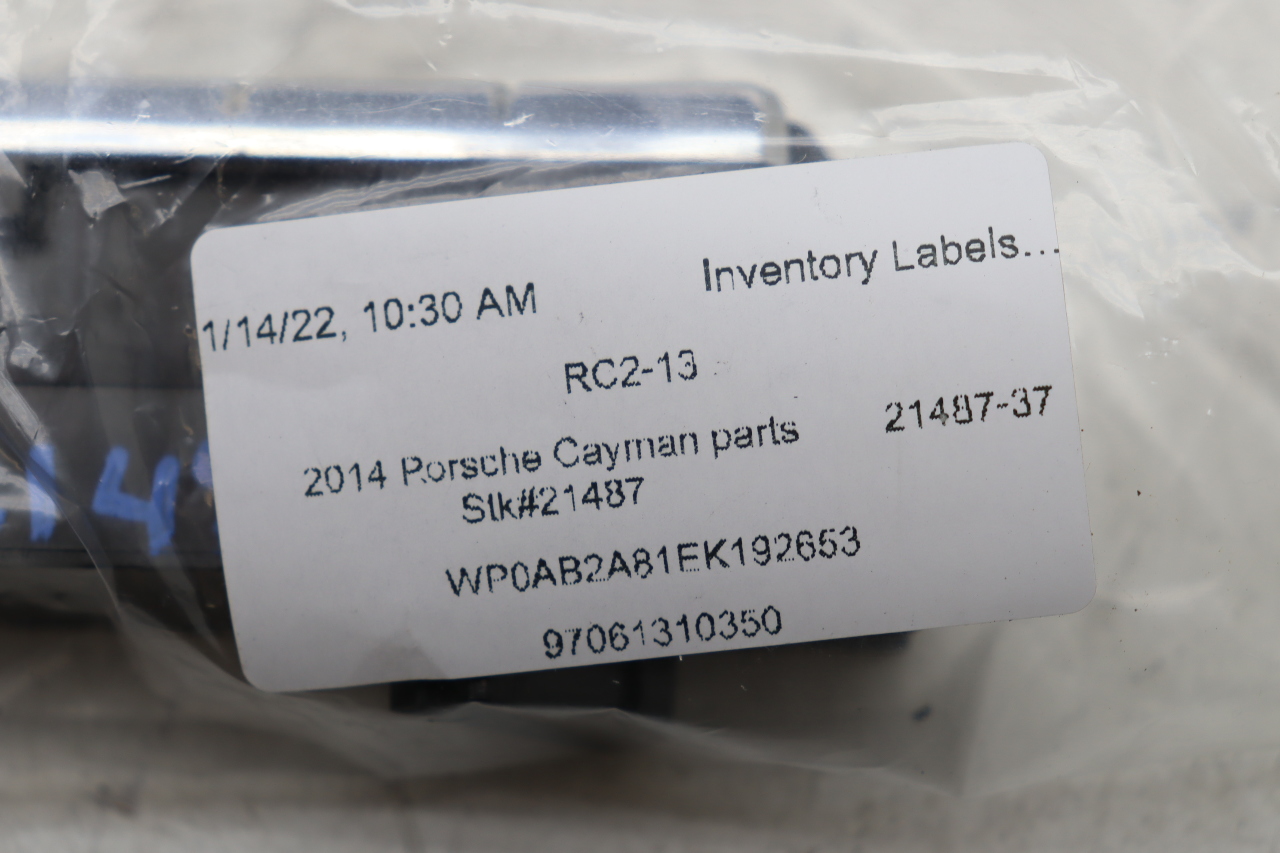 Inventory Labels...
1/14/22, 10:30 AM
RC2-13
21487-37
2014 Porsche Cayman parts
Stk#21487
WP0AB2A81EK192653
97061310350